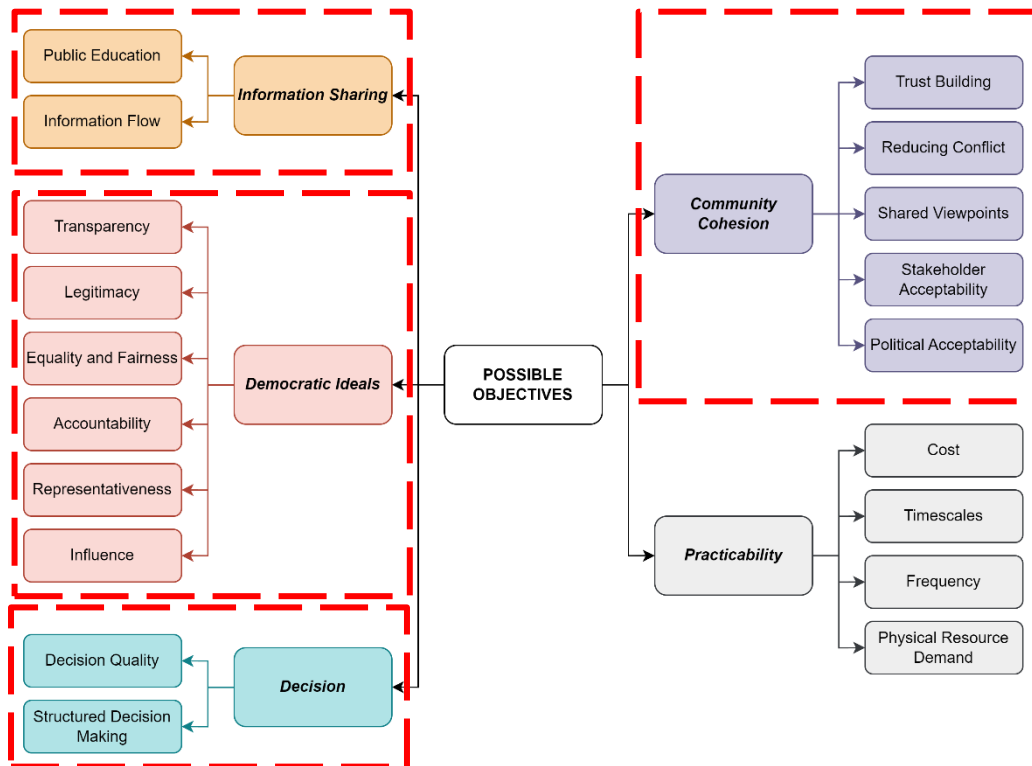 Public Education
Information Flow
Information Sharing
Transparency
Legitimacy
Equality and Fairness
Accountability
Representativeness
Influence
Democratic Ideals
Decision Quality
Structured Decision
Making
Decision
POSSIBLE
OBJECTIVES
Community
Cohesion
Trust Building
Reducing Conflict
Shared Viewpoints
Stakeholder
Acceptability
Political Acceptability
Practicability
Cost
Timescales
Frequency
Physical Resource
Demand